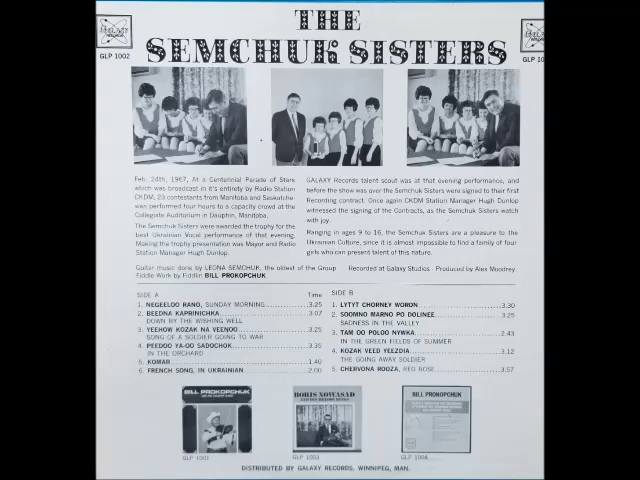 THE
SEMCHUK SISTERS
GALAXY
GLP 1002
Feb. 24th, 1967, At a Centennial Parade of Stars
which was broadcast in it's entirety by Radio Station
CKDM, 23 contestants from Manitoba and Saskatche-
wan performed four hours to a capacity crowd at the
Collegiate Auditorium in Dauphin, Manitoba.
The Semchuk Sisters were awarded the trophy for the
best Ukrainian Vocal performance of that evening.
Making the trophy presentation was Mayor and Radio
Station Manager Hugh Dunlop.
GALAXY Records talent scout was at that evening performance, and
before the show was over the Semchuk Sisters were signed to their first
Recording contract. Once again CKDM Station Manager Hugh Dunlop
witnessed the signing of the Contracts, as the Semchuk Sisters watch
with joy.
Ranging in ages 9 to 16, the Semchuk Sisters are a pleasure to the
Ukrainian Culture, since it is almost impossible to find a family of four
girls who can present talent of this nature.
Guitar music done by LEONA SEMCHUK, the oldest of the Group
Fiddle Work by Fiddlin BILL PROKOPCHUK
Recorded at Galaxy Studios - Produced by Alex Moodrey
SIDE A Time
1. NEGEELOO RANO, SUNDAY MORNING 3.25
2. BEEDNA KAPRINICHKA 3.07
DOWN BY THE WISHING WELL
3. YEEHOW KOZAK NA VEENOO 3.25
SONG OF A SOLDIER GOING TO WAR
4. PEEDOO YA-OO SADOCHOK 3.35
IN THE ORCHARD
5. KOMAR 1.40
6. FRENCH SONG, IN UKRAINIAN 2.00
SIDE B
1. LYTYT CHORNEY WORON 3.30
2. SOOMNO MARNO PO DOLINEE 3.25
SADNESS IN THE VALLEY
3. TAM OO POLOO NYWKA 2.43
IN THE GREEN FIELDS OF SUMMER
4. KOZAK VEED YEEZDIA 3.12
THE GOING AWAY SOLDIER
5. CHERVONA ROOZA, RED ROSE 3.57
BILL PROKOPCHUK
GLP 1001
BORIS NOWASAD
GLP 1003
BILL PROKOPCHUK
GLP 1004
DISTRIBUTED BY GALAXY RECORDS, WINNIPEG, MAN.